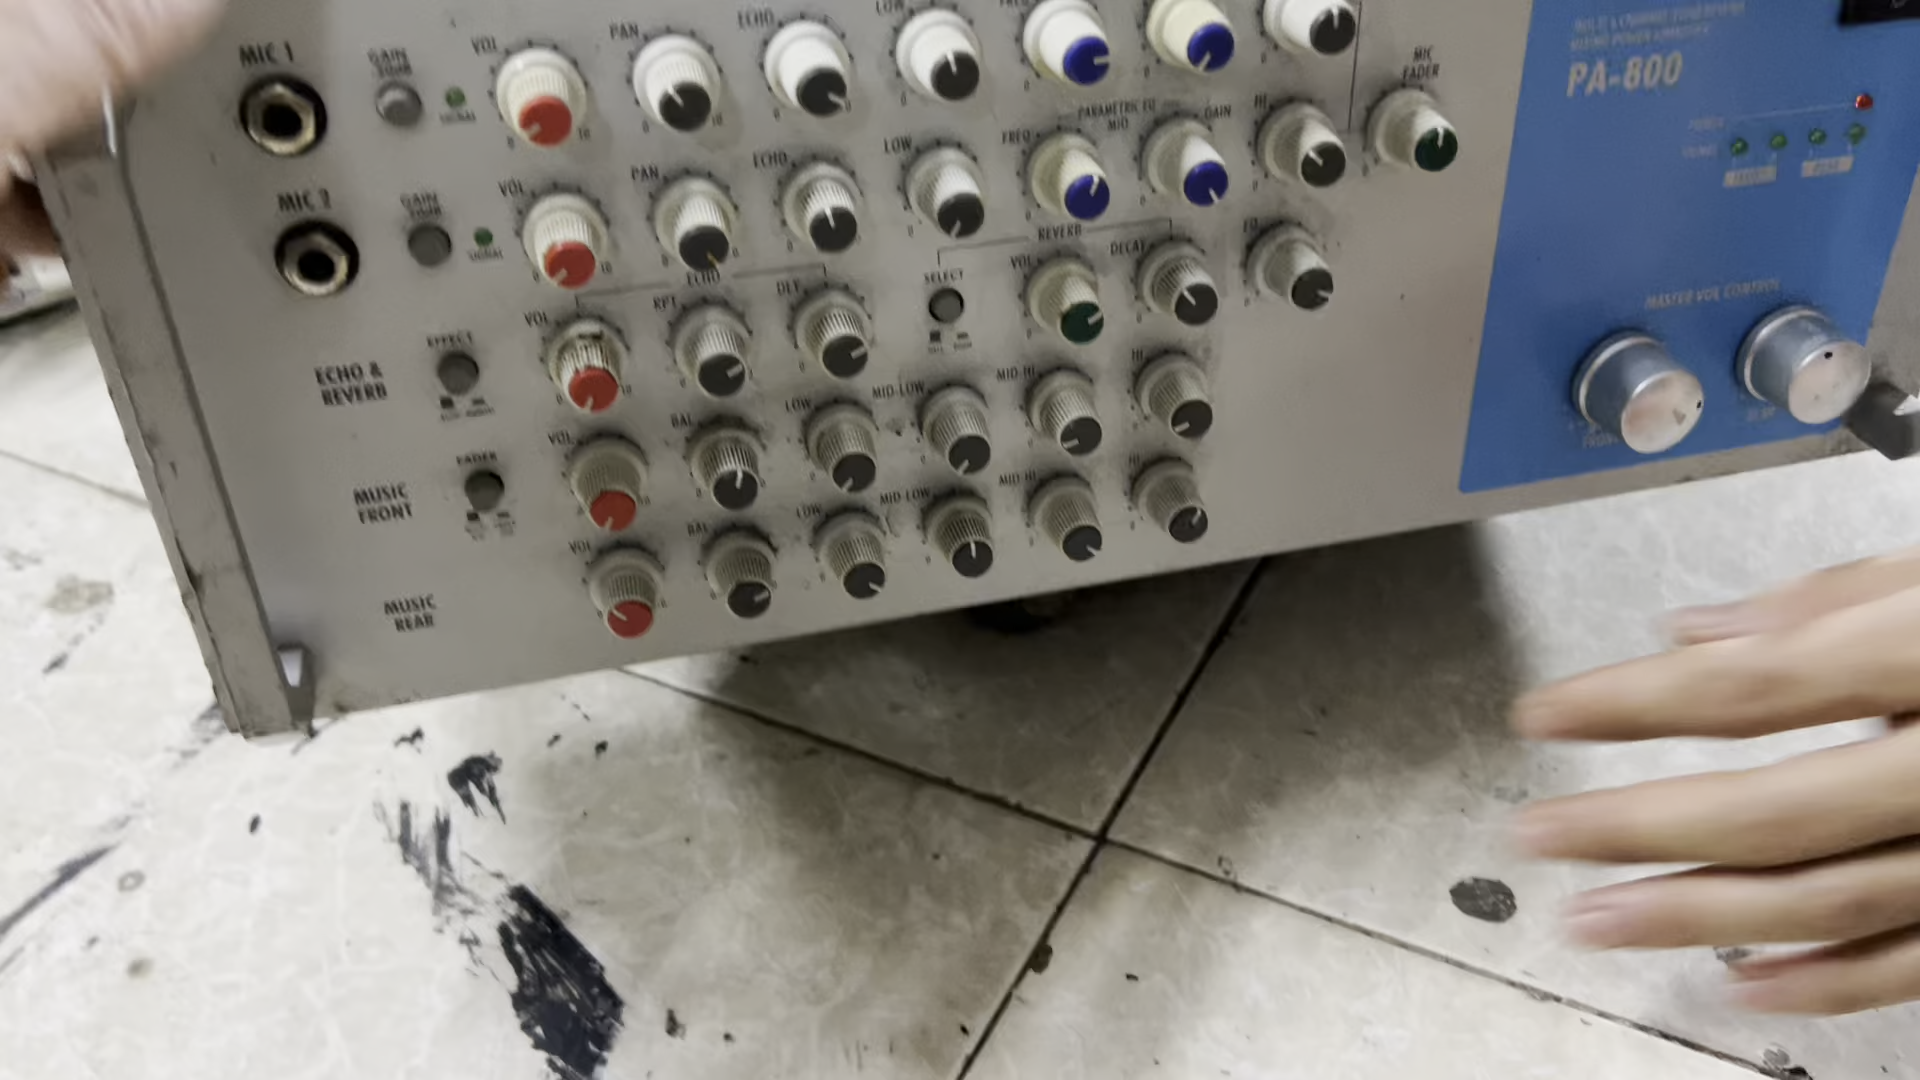 MIC 1
GAIN
SIGNAL
VOL
PAN
ECHO
LOW
FREQ
MIC
FADER
PA-800
MIC 2
GAIN
SIGNAL
VOL
PAN
ECHO
LOW
FREQ
PARAMETRIC EQ
MID
GAIN
HI
ECHO &
REVERB
EFFECT
VOL
ECHO
RPT
DLY
SELECT
REVERB
VOL
DECAY
EQ
MASTER VOL CONTROL
FRONT
MUSIC
FRONT
FADER
VOL
BAL
LOW
MID-LOW
MID-HI
HI
MUSIC
REAR
VOL
BAL
LOW
MID-LOW
MID-HI
HI